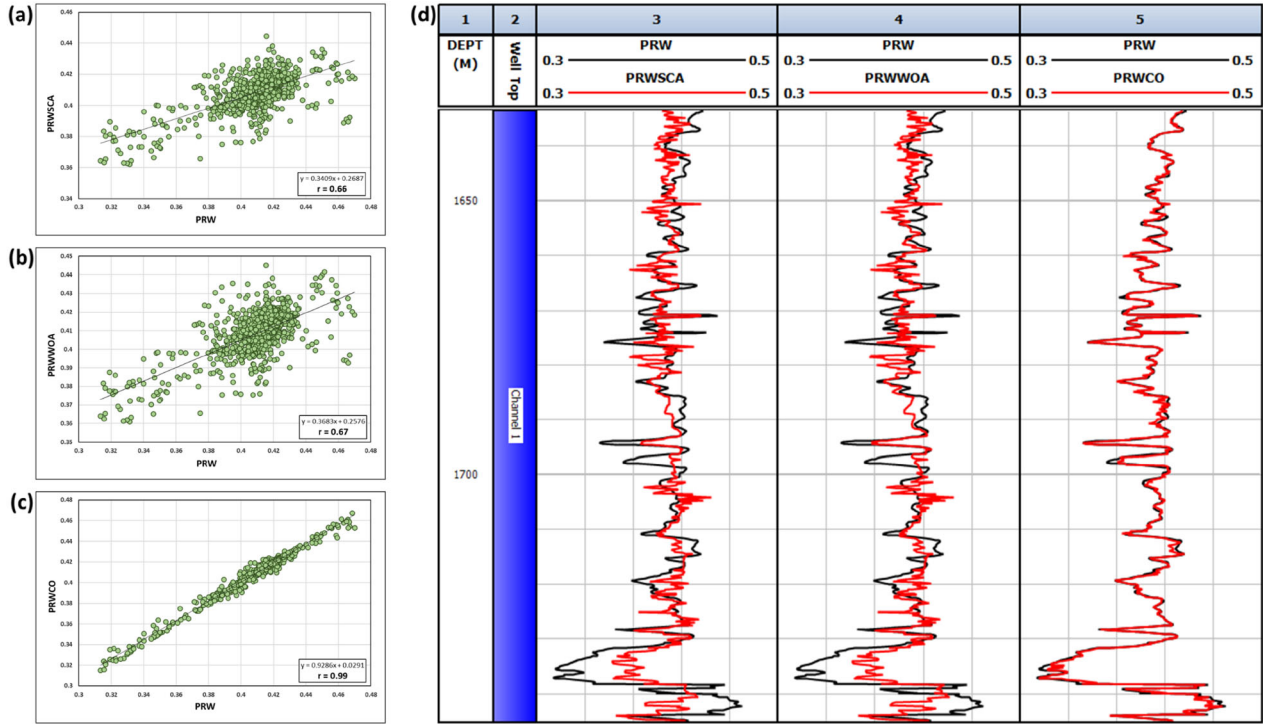 (a)
0.46
0.44
0.42
0.4
0.38
0.36
0.34
PRWSCA
0.3 0.32 0.34 0.36 0.38 0.4 0.42 0.44 0.46 0.48
PRW
y = 0.3409x + 0.2687
r = 0.66
(b)
0.45
0.44
0.43
0.42
0.41
0.4
0.39
0.38
0.37
0.36
0.35
PRWWOA
0.3 0.32 0.34 0.36 0.38 0.4 0.42 0.44 0.46 0.48
PRW
y = 0.3683x + 0.2576
r = 0.67
(c)
0.48
0.46
0.44
0.42
0.4
0.38
0.36
0.34
0.32
0.3
PRWCO
0.3 0.32 0.34 0.36 0.38 0.4 0.42 0.44 0.46 0.48
PRW
y = 0.9286x + 0.0291
r = 0.99
(d)
1 2 3 4 5
DEPT
(M)
Well Top
PRW
0.3 0.5
PRWSCA
0.3 0.5
PRW
0.3 0.5
PRWWOA
0.3 0.5
PRW
0.3 0.5
PRWCO
0.3 0.5
1650
Channel 1
1700